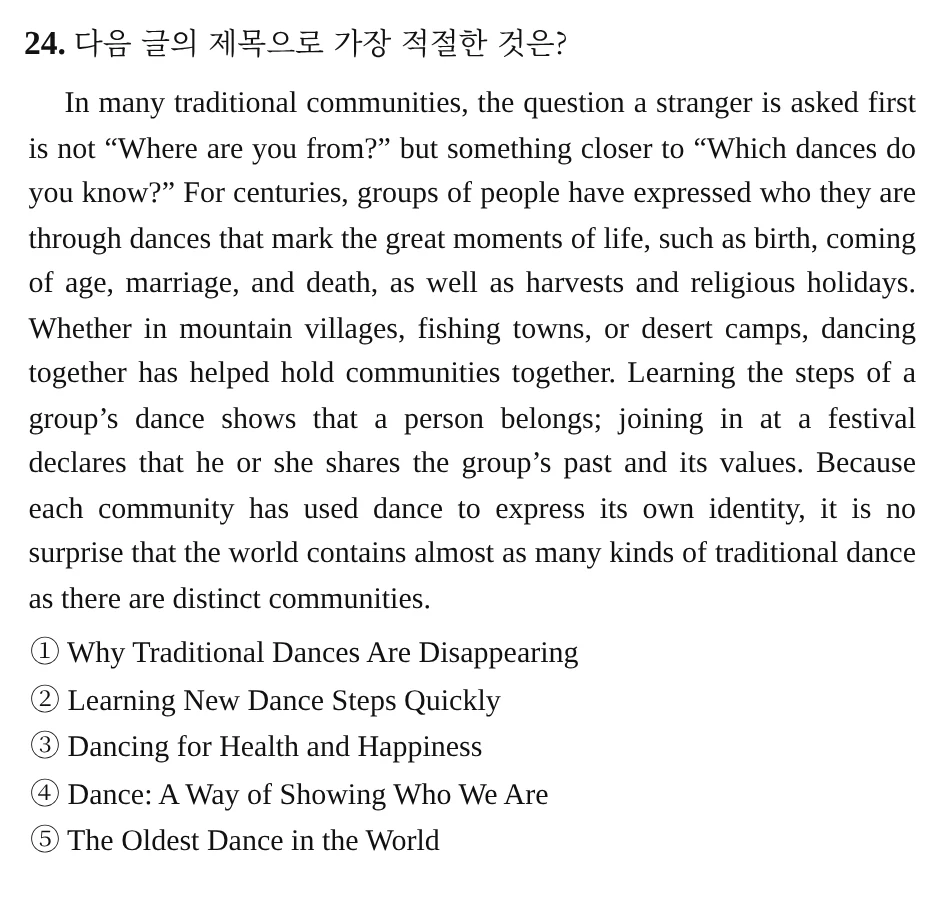 24. 다음 글의 제목으로 가장 적절한 것은?
In many traditional communities, the question a stranger is asked first
is not “Where are you from?” but something closer to “Which dances do
you know?” For centuries, groups of people have expressed who they are
through dances that mark the great moments of life, such as birth, coming
of age, marriage, and death, as well as harvests and religious holidays.
Whether in mountain villages, fishing towns, or desert camps, dancing
together has helped hold communities together. Learning the steps of a
group’s dance shows that a person belongs; joining in at a festival
declares that he or she shares the group’s past and its values. Because
each community has used dance to express its own identity, it is no
surprise that the world contains almost as many kinds of traditional dance
as there are distinct communities.
① Why Traditional Dances Are Disappearing
② Learning New Dance Steps Quickly
③ Dancing for Health and Happiness
④ Dance: A Way of Showing Who We Are
⑤ The Oldest Dance in the World